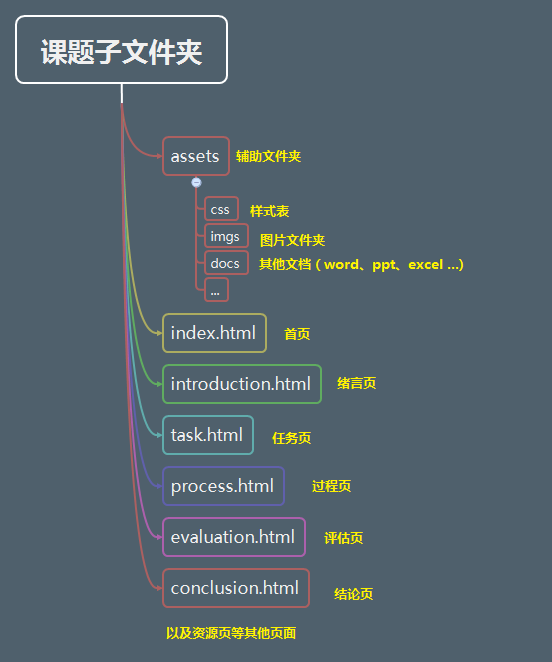 课题子文件夹
assets 辅助文件夹
css 样式表
imgs 图片文件夹
docs 其他文档（word、ppt、excel ...）
...
index.html 首页
introduction.html 绪言页
task.html 任务页
process.html 过程页
evaluation.html 评估页
conclusion.html 结论页
以及资源页等其他页面